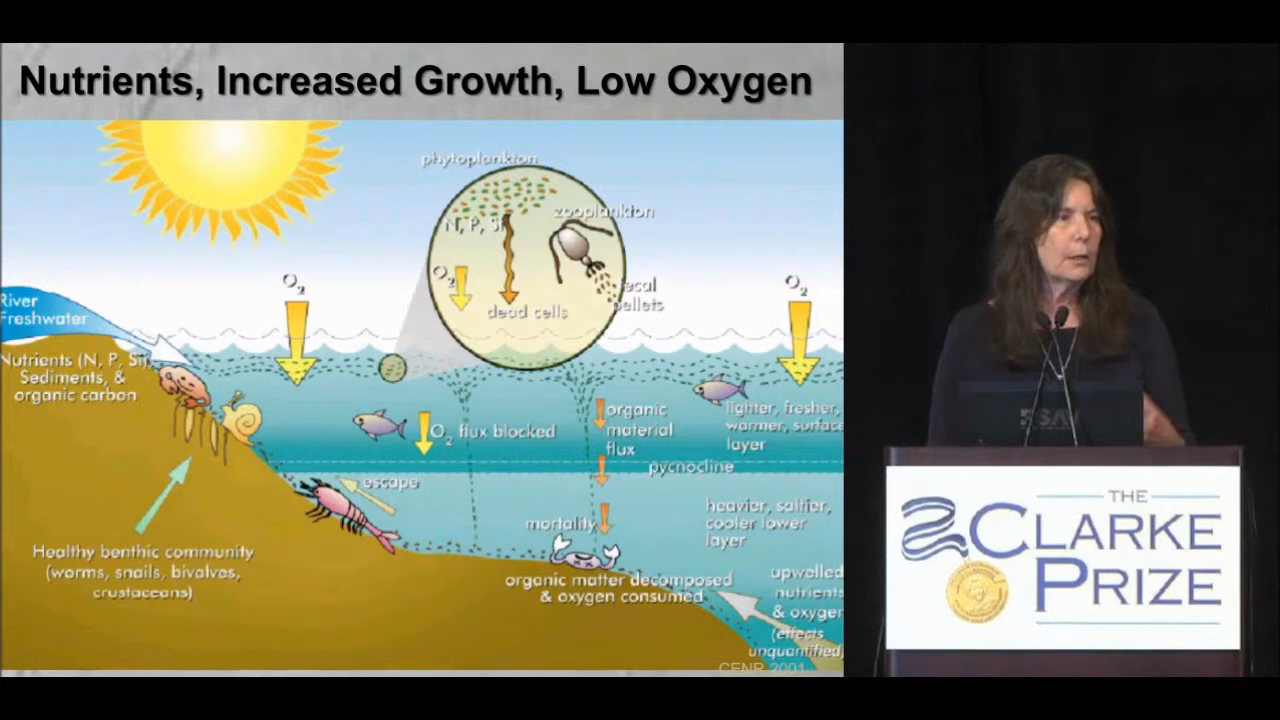 Nutrients, Increased Growth, Low Oxygen
phytoplankton
N, P, Si
zooplankton
O2
O2
O2
fecal
pellets
dead cells
River
Freshwater
Nutrients (N, P, Si),
Sediments, &
organic carbon
O2 flux blocked
organic
material
flux
lighter, fresher,
warmer, surface
layer
pycnocline
escape
heavier, saltier,
cooler lower
layer
mortality
Healthy benthic community
(worms, snails, bivalves,
crustaceans)
organic matter decomposed
& oxygen consumed
upwelled
nutrients
& oxygen
(effects
unquantified)
CENR 2001
THE
CLARKE
PRIZE